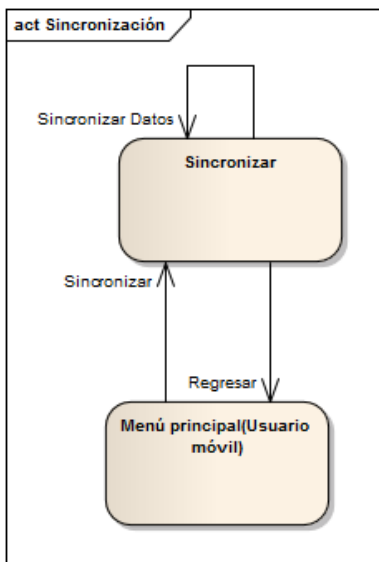 act Sincronización
Sincronizar Datos
Sincronizar
Sincronizar
Regresar
Menú principal(Usuario
móvil)